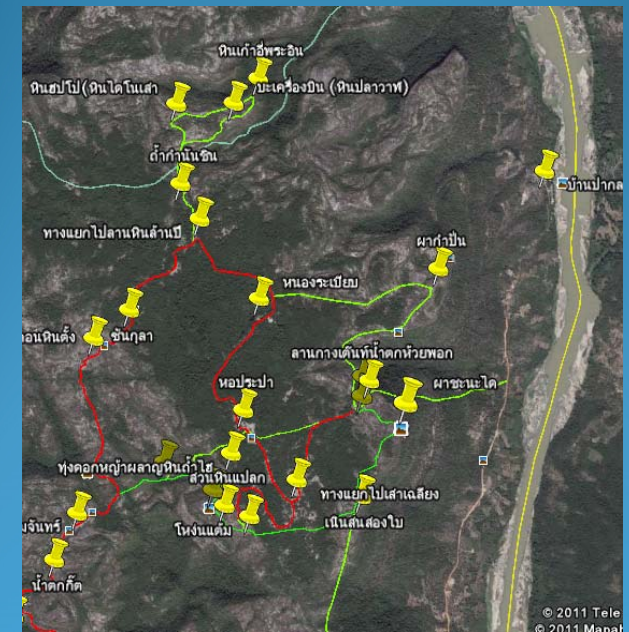 หินเก้าอี้พระอิน
หินฮปโป(หินไดโนเสา
บะเครื่องบิน (หินปลาวาฬ)
ถ้ำกำนันชิน
บ้านปากล
ทางแยกไปลานหินล้านปี
ผากำปั่น
หนองระเบียบ
ซันกุลา
ลานกางเต้นท์น้ำตกห้วยพอก
ผาชะนะได
หอประปา
ทุ่งดอกหญ้าผลาญหินถ้ำไฮ
สวนหินแปลก
ทางแยกไปเสาเฉลียง
โหง่นแต้ม
เนินสนสองใบ
มจันทร์
น้ำตกกิ๊ด
© 2011 Tele
© 2011 Mapab